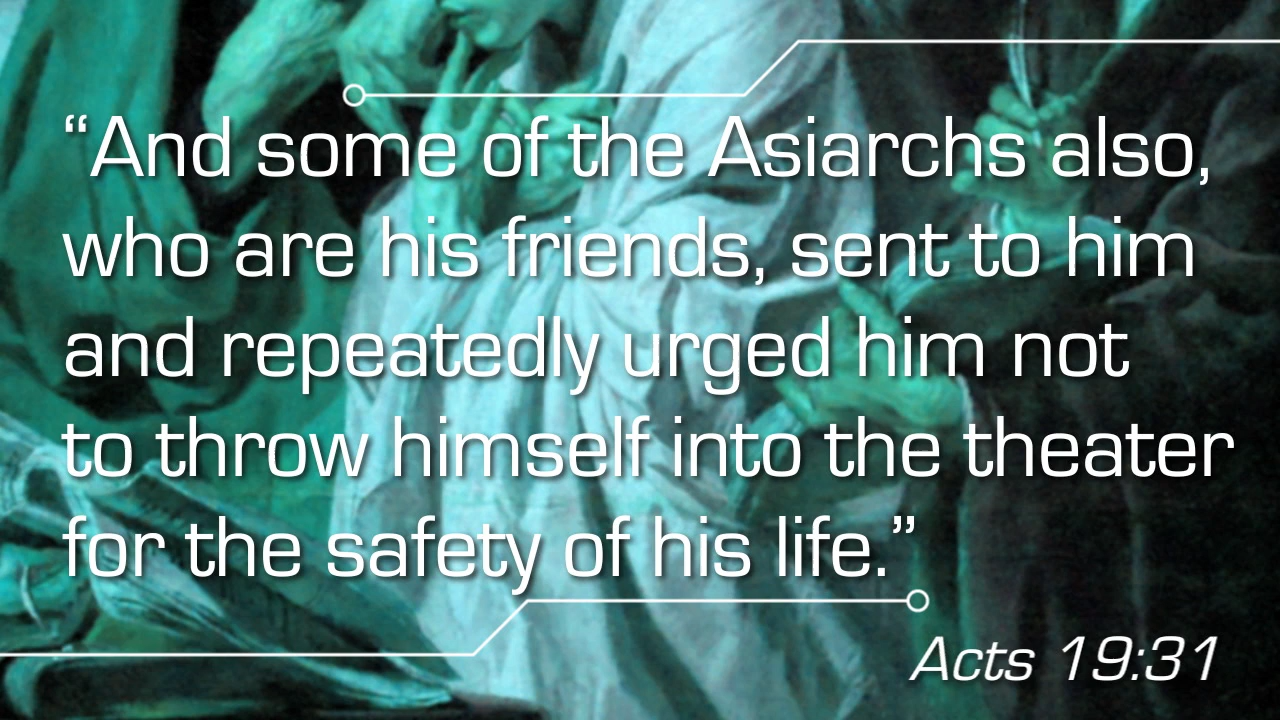 “And some of the Asiarchs also,
who are his friends, sent to him
and repeatedly urged him not
to throw himself into the theater
for the safety of his life.”
Acts 19:31